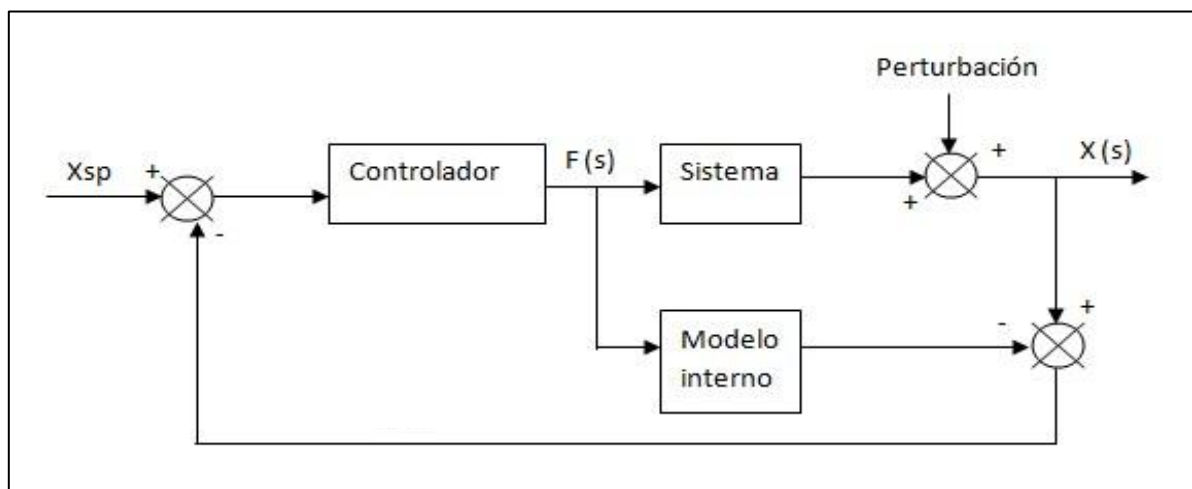 Perturbación
Xsp
+
-
Controlador
F (s)
Sistema
+
+
X (s)
Modelo
interno
-
+